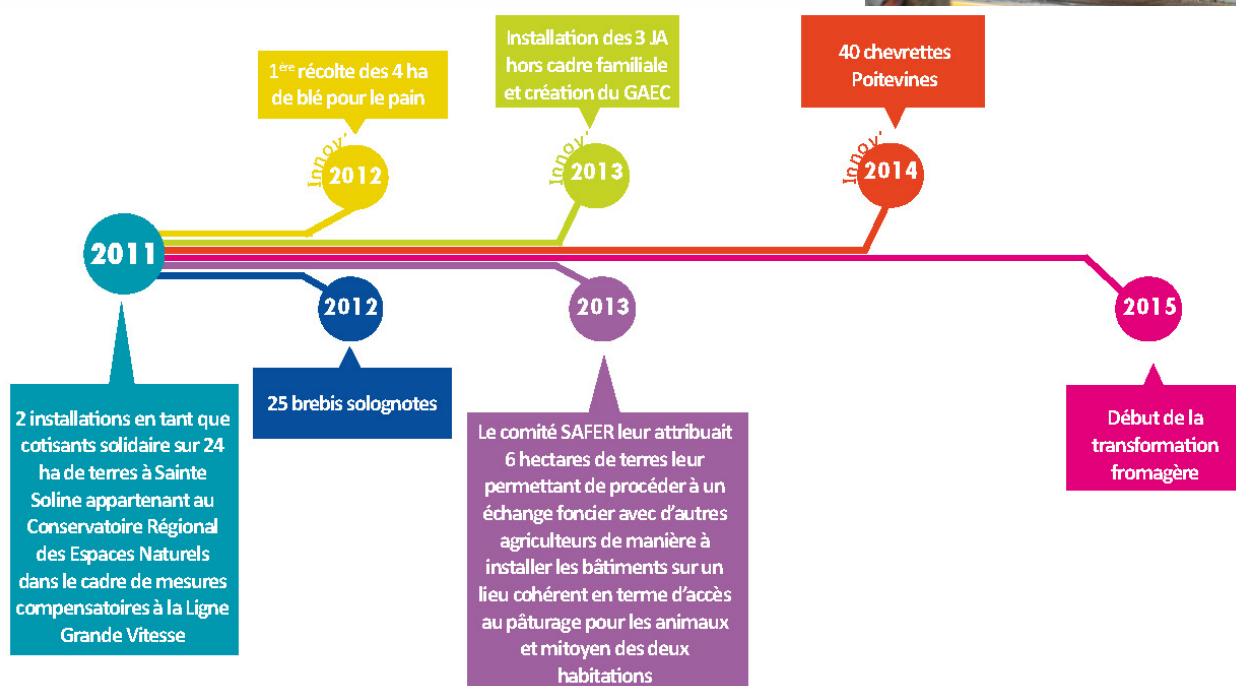 1ère récolte des 4 ha
de blé pour le pain
Innov'
2012
Installation des 3 JA
hors cadre familiale
et création du GAEC
Innov'
2013
40 chevrettes
Poitevines
Innov'
2014
2011
2 installations en tant que
cotisants solidaire sur 24
ha de terres à Sainte
Soline appartenant au
Conservatoire Régional
des Espaces Naturels
dans le cadre de mesures
compensatoires à la Ligne
Grande Vitesse
2012
25 brebis solognotes
2013
Le comité SAFER leur attribuait
6 hectares de terres leur
permettant de procéder à un
échange foncier avec d'autres
agriculteurs de manière à
installer les bâtiments sur un
lieu cohérent en terme d'accès
au pâturage pour les animaux
et mitoyen des deux
habitations
2015
Début de la
transformation
fromagère